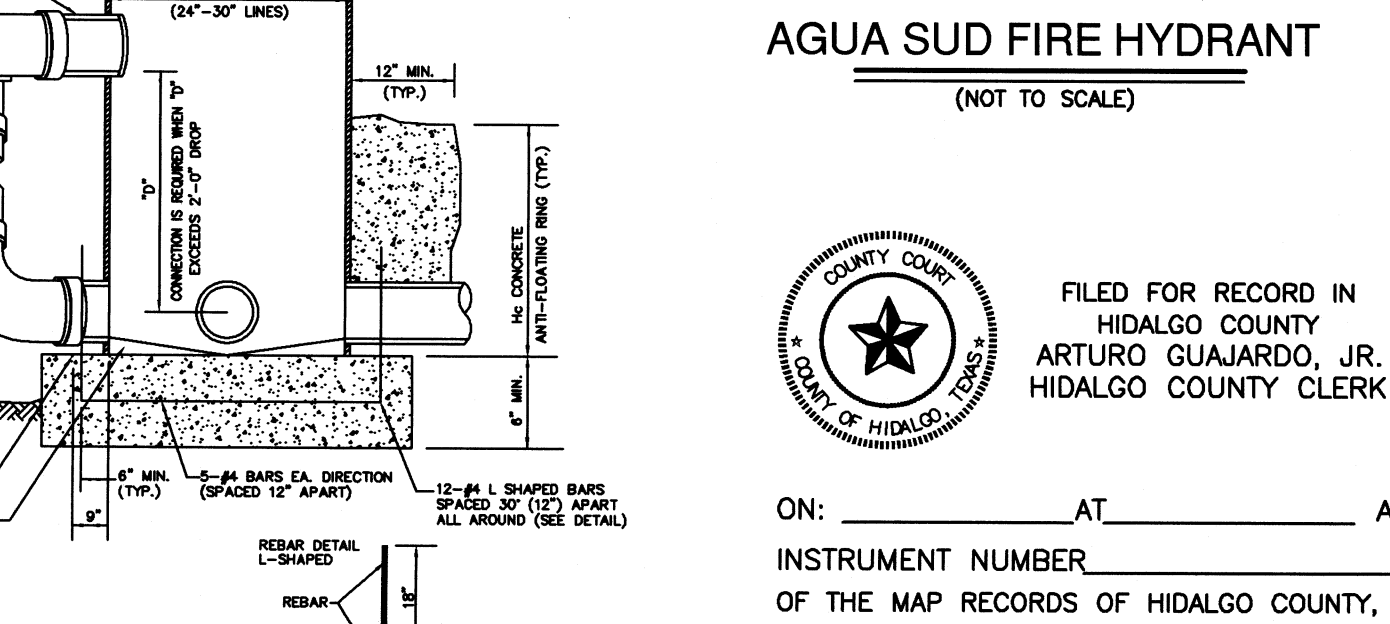 (24"-30" LINES)
12" MIN.
(TYP.)
"D"
CONNECTION IS REQUIRED WHEN "D"
EXCEEDS 2'-0" DROP
Hc CONCRETE
ANTI-FLOATING RING (TYP.)
6" MIN.
6" MIN.
(TYP.)
9"
5-#4 BARS EA. DIRECTION
(SPACED 12" APART)
12-#4 L SHAPED BARS
SPACED 30° (12") APART
ALL AROUND (SEE DETAIL)
REBAR DETAIL
L-SHAPED
REBAR
18"
AGUA SUD FIRE HYDRANT
(NOT TO SCALE)
COUNTY COURT
COUNTY OF HIDALGO, TEXAS
FILED FOR RECORD IN
HIDALGO COUNTY
ARTURO GUAJARDO, JR.
HIDALGO COUNTY CLERK
ON: AT A
INSTRUMENT NUMBER
OF THE MAP RECORDS OF HIDALGO COUNTY,